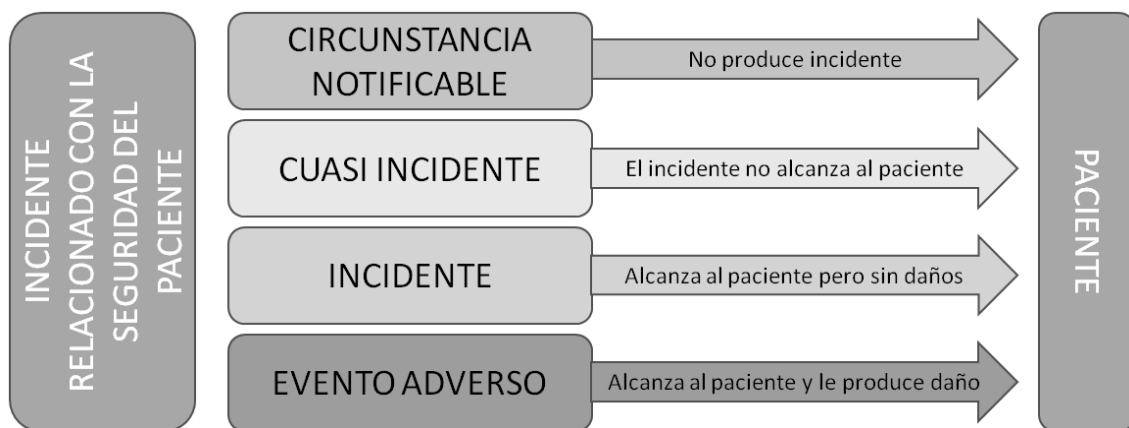 INCIDENTE
RELACIONADO CON LA
SEGURIDAD DEL
PACIENTE
CIRCUNSTANCIA
NOTIFICABLE
No produce incidente
CUASI INCIDENTE
El incidente no alcanza al paciente
INCIDENTE
Alcanza al paciente pero sin daños
EVENTO ADVERSO
Alcanza al paciente y le produce daño
PACIENTE